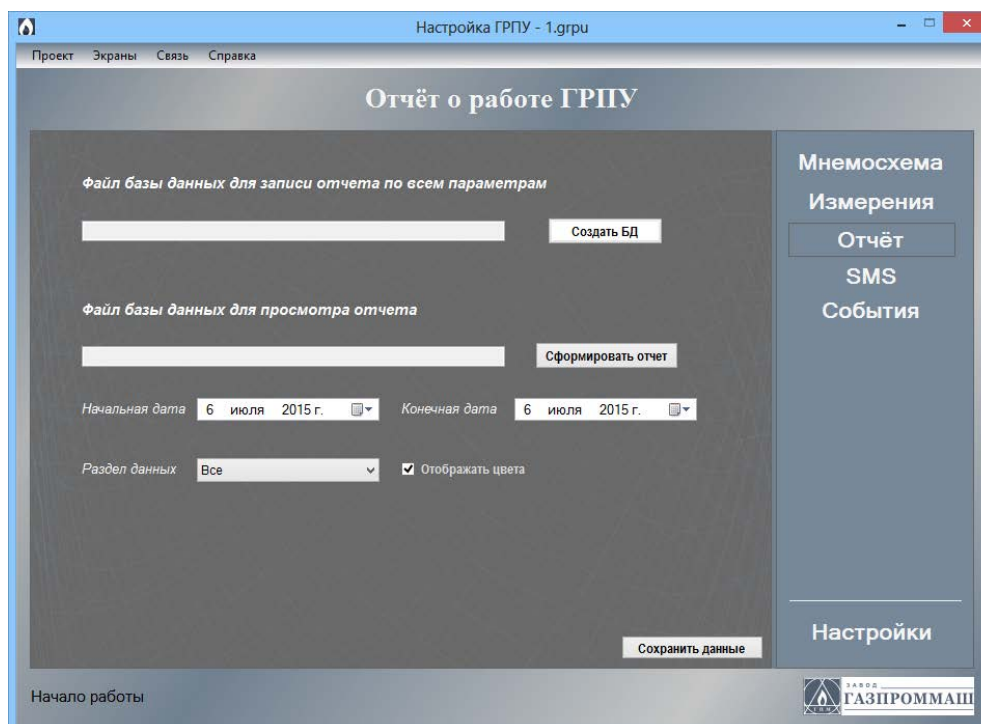 Настройка ГРПУ - 1.grpu
Проект Экраны Связь Справка
Отчёт о работе ГРПУ
Файл базы данных для записи отчета по всем параметрам
Создать БД
Файл базы данных для просмотра отчета
Сформировать отчет
Начальная дата 6 июля 2015 г. Конечная дата 6 июля 2015 г.
Раздел данных Все Отображать цвета
Сохранить данные
Мнемосхема
Измерения
Отчёт
SMS
События
Настройки
Начало работы
ЗАВОД
ГАЗПРОММАШ